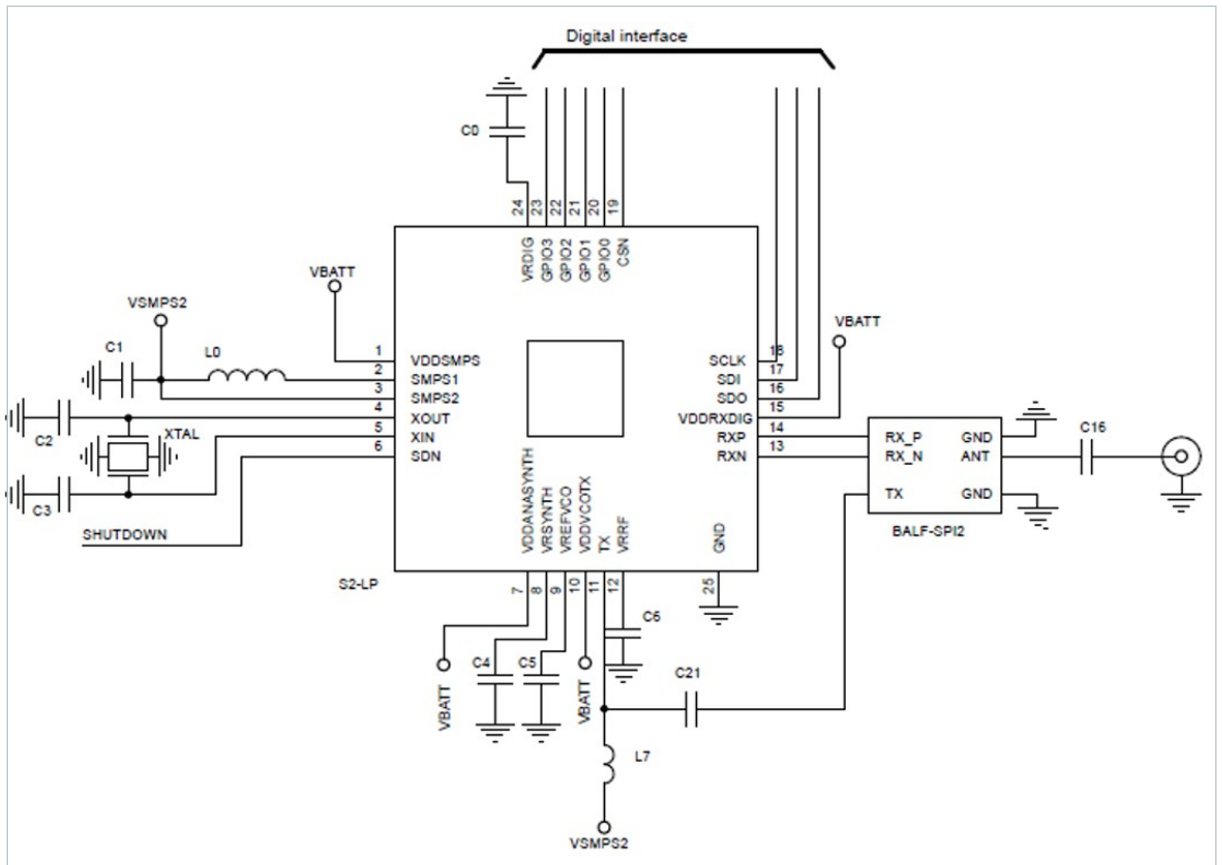 Digital interface
C0
24
23
22
21
20
19
VRDIG
GPIO3
GPIO2
GPIO1
GPIO0
CSN
VBATT
VSMPS2
C1
L0
1
2
3
4
5
6
VDDSMPS
SMPS1
SMPS2
XOUT
XIN
SDN
C2
XTAL
C3
SHUTDOWN
VBATT
SCLK
SDI
SDO
VDDRXDIG
RXP
RXN
18
17
16
15
14
13
RX_P
RX_N
TX
GND
ANT
GND
BALF-SPI2
C16
VDDANASYNTH
VRSYNTH
VREFVCO
VDDVCOTX
TX
VRRF
GND
S2-LP
7
8
9
10
11
12
25
C6
C4
C5
VBATT
VBATT
C21
L7
VSMPS2